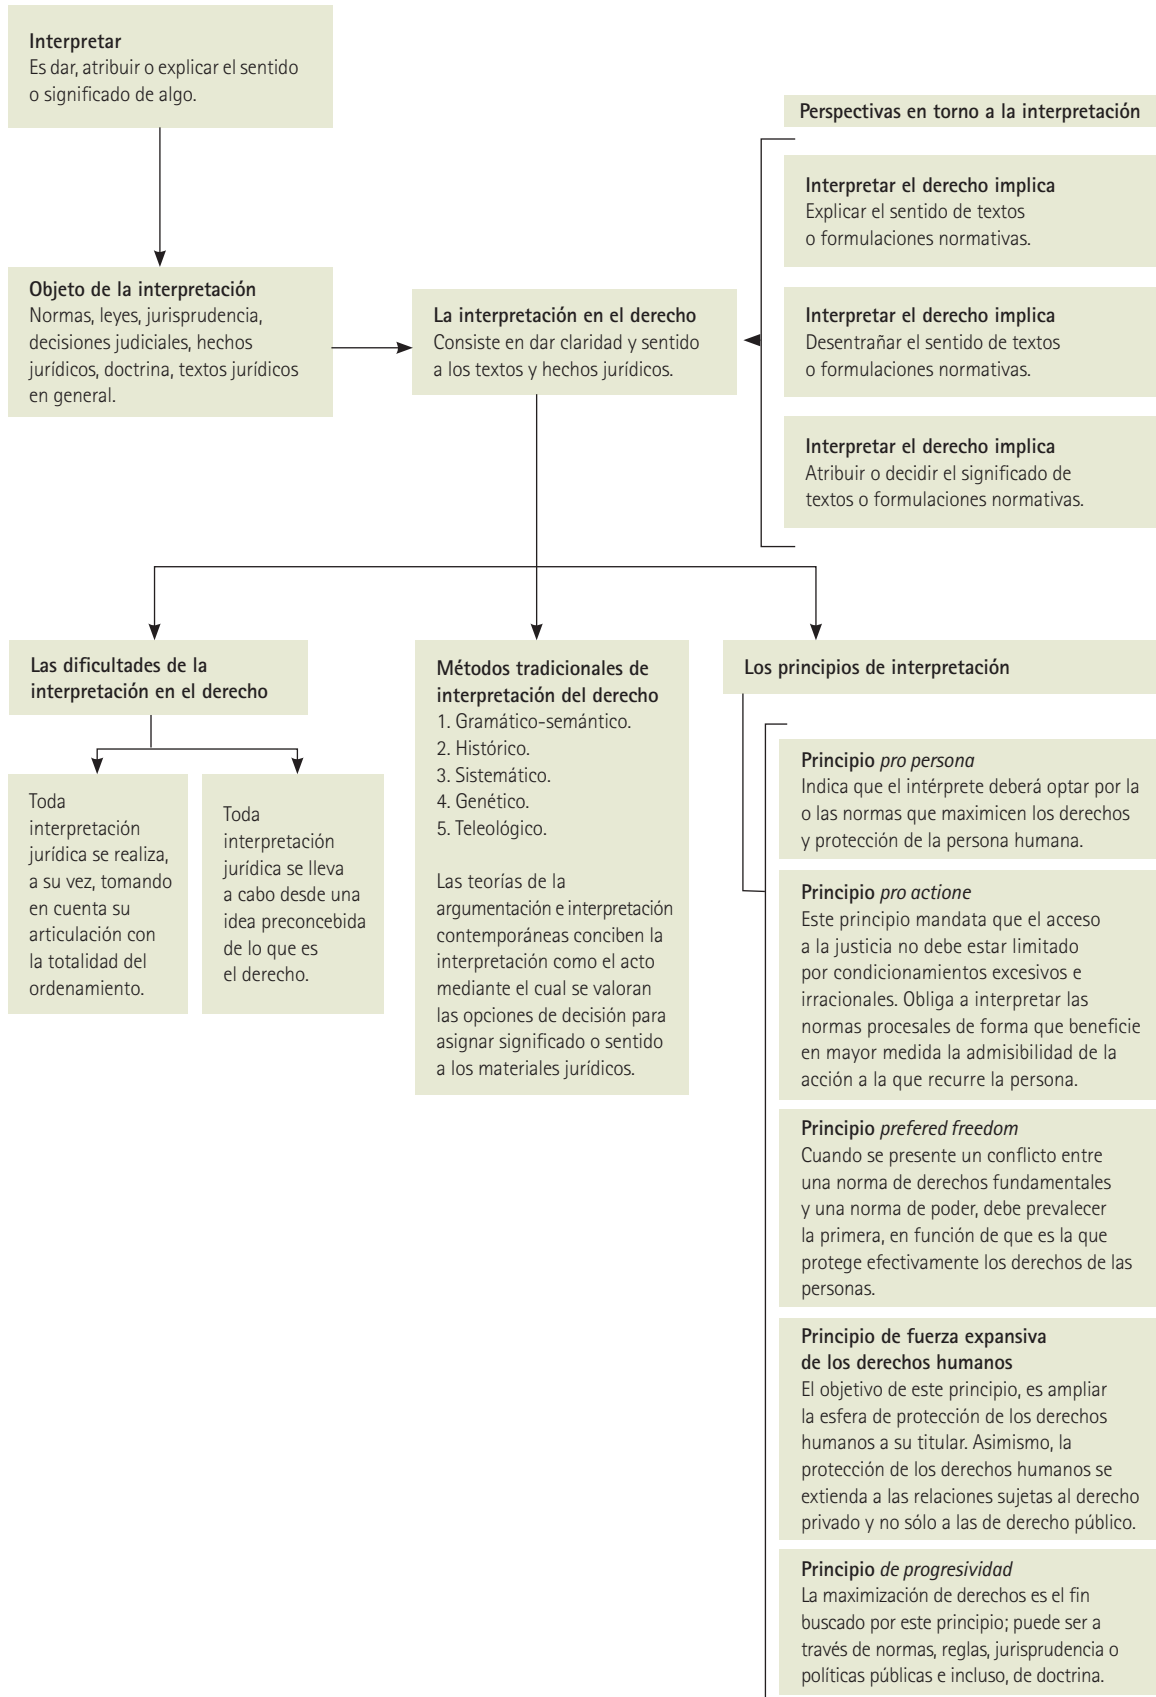 Interpretar
Es dar, atribuir o explicar el sentido
o significado de algo.
Perspectivas en torno a la interpretación
Interpretar el derecho implica
Explicar el sentido de textos
o formulaciones normativas.
Objeto de la interpretación
Normas, leyes, jurisprudencia,
decisiones judiciales, hechos
jurídicos, doctrina, textos jurídicos
en general.
La interpretación en el derecho
Consiste en dar claridad y sentido
a los textos y hechos jurídicos.
Interpretar el derecho implica
Desentrañar el sentido de textos
o formulaciones normativas.
Interpretar el derecho implica
Atribuir o decidir el significado de
textos o formulaciones normativas.
Las dificultades de la
interpretación en el derecho
Toda
interpretación
jurídica se realiza,
a su vez, tomando
en cuenta su
articulación con
la totalidad del
ordenamiento.
Toda
interpretación
jurídica se lleva
a cabo desde una
idea preconcebida
de lo que es
el derecho.
Métodos tradicionales de
interpretación del derecho
1. Gramático-semántico.
2. Histórico.
3. Sistemático.
4. Genético.
5. Teleológico.
Las teorías de la
argumentación e interpretación
contemporáneas conciben la
interpretación como el acto
mediante el cual se valoran
las opciones de decisión para
asignar significado o sentido
a los materiales jurídicos.
Los principios de interpretación
Principio pro persona
Indica que el intérprete deberá optar por la
o las normas que maximicen los derechos
y protección de la persona humana.
Principio pro actione
Este principio mandata que el acceso
a la justicia no debe estar limitado
por condicionamientos excesivos e
irracionales. Obliga a interpretar las
normas procesales de forma que beneficie
en mayor medida la admisibilidad de la
acción a la que recurre la persona.
Principio prefered freedom
Cuando se presente un conflicto entre
una norma de derechos fundamentales
y una norma de poder, debe prevalecer
la primera, en función de que es la que
protege efectivamente los derechos de las
personas.
Principio de fuerza expansiva
de los derechos humanos
El objetivo de este principio, es ampliar
la esfera de protección de los derechos
humanos a su titular. Asimismo, la
protección de los derechos humanos se
extienda a las relaciones sujetas al derecho
privado y no sólo a las de derecho público.
Principio de progresividad
La maximización de derechos es el fin
buscado por este principio; puede ser a
través de normas, reglas, jurisprudencia o
políticas públicas e incluso, de doctrina.